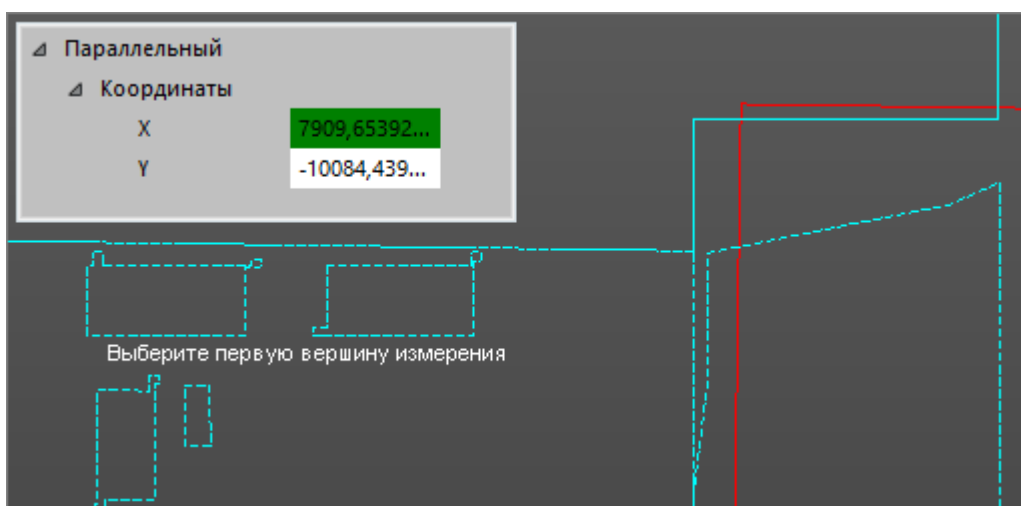 Параллельный
Координаты
X 7909,65392...
Y -10084,439...
Выберите первую вершину измерения